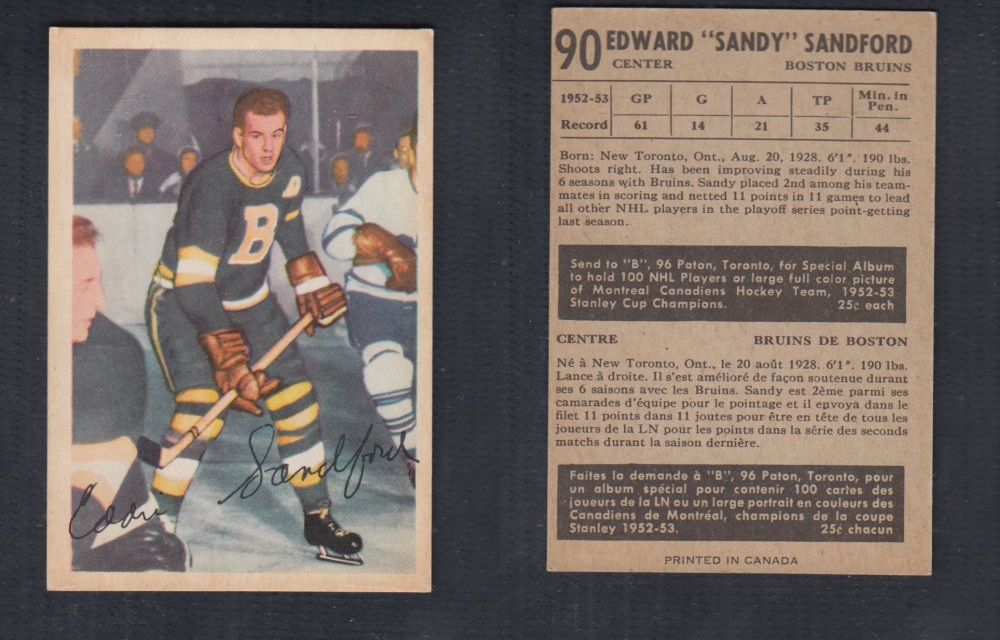 B
A
Eddie Sandford
90 EDWARD "SANDY" SANDFORD
CENTER BOSTON BRUINS
1952-53 GP G A TP Min. in Pen.
Record 61 14 21 35 44
Born: New Toronto, Ont., Aug. 20, 1928. 6'1". 190 lbs.
Shoots right. Has been improving steadily during his
6 seasons with Bruins. Sandy placed 2nd among his team-
mates in scoring and netted 11 points in 11 games to lead
all other NHL players in the playoff series point-getting
last season.
Send to "B", 96 Paton, Toronto, for Special Album
to hold 100 NHL Players or large full color picture
of Montreal Canadiens Hockey Team, 1952-53
Stanley Cup Champions. 25¢ each
CENTRE BRUINS DE BOSTON
Né à New Toronto, Ont., le 20 août 1928. 6'1". 190 lbs.
Lance à droite. Il s'est amélioré de façon soutenue durant
ses 6 saisons avec les Bruins. Sandy est 2ème parmi ses
camarades d'équipe pour le pointage et il envoya dans le
filet 11 points dans 11 joutes pour être en tête de tous les
joueurs de la LN pour les points dans la série des seconds
matchs durant la saison dernière.
Faites la demande à "B", 96 Paton, Toronto, pour
un album spécial pour contenir 100 cartes des
joueurs de la LN ou un large portrait en couleurs des
Canadiens de Montréal, champions de la coupe
Stanley 1952-53. 25¢ chacun
PRINTED IN CANADA